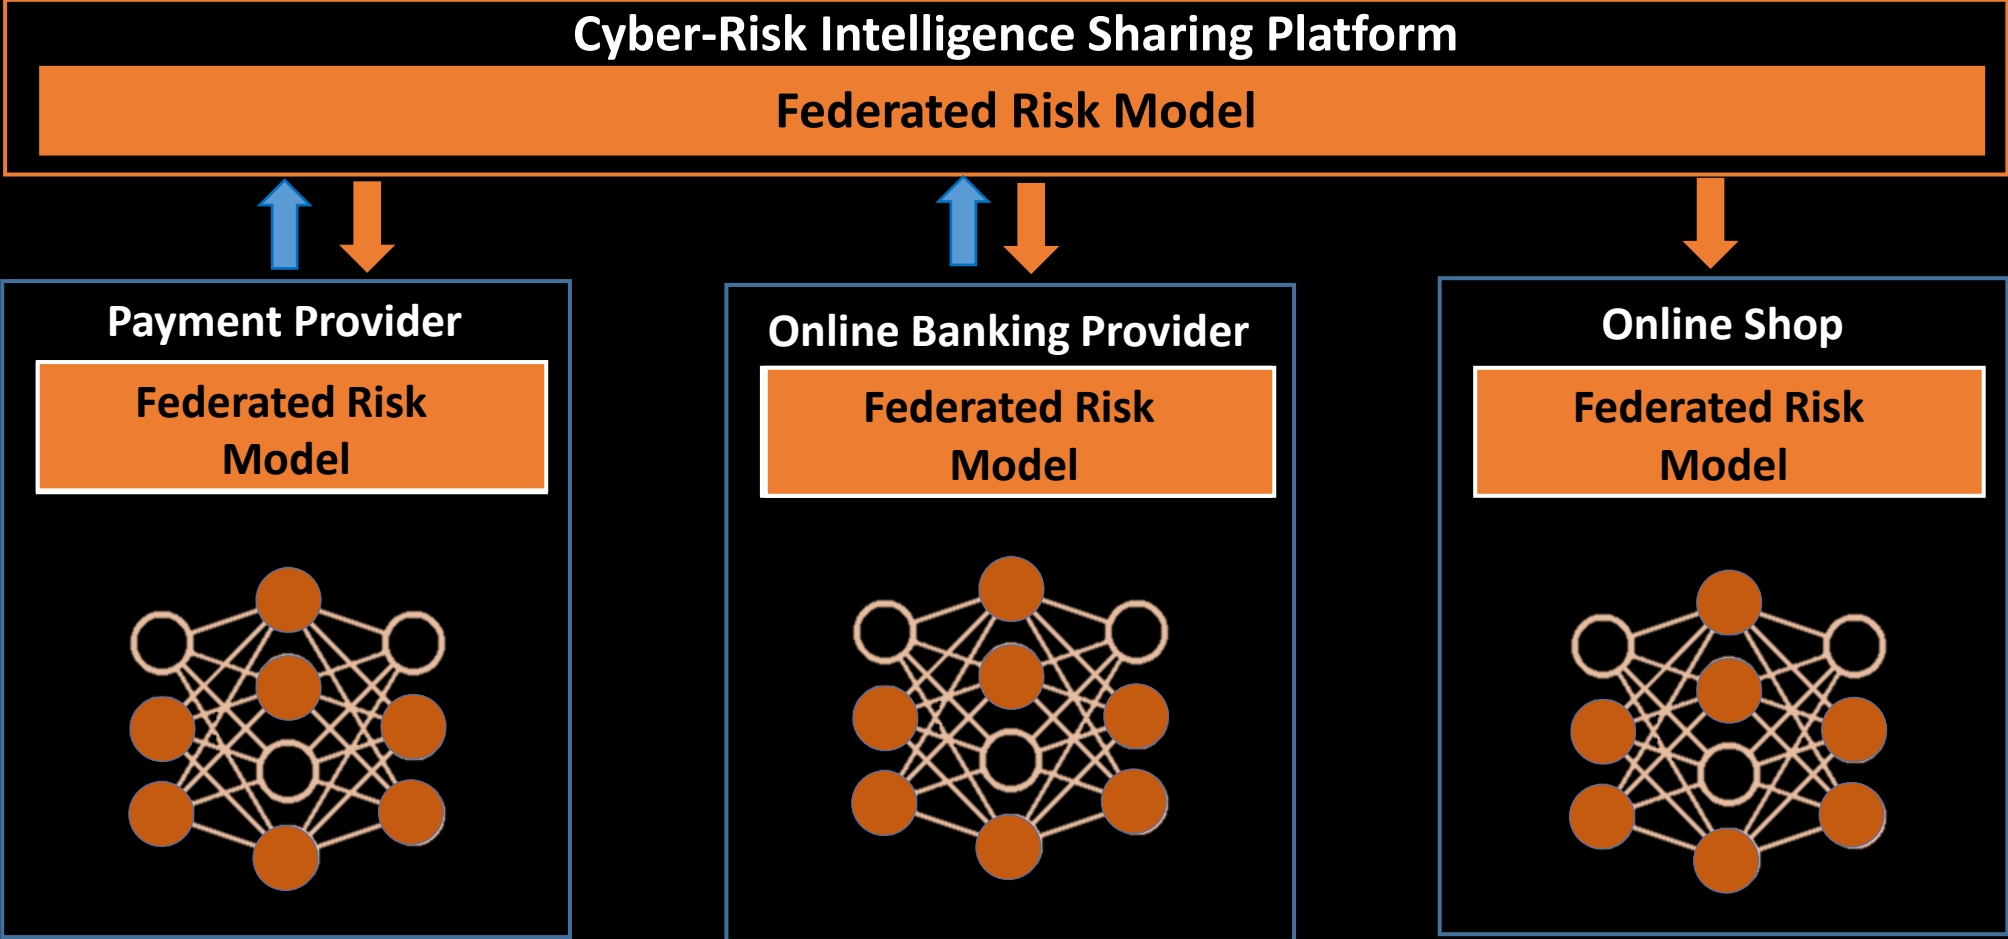 Cyber-Risk Intelligence Sharing Platform
Federated Risk Model
Payment Provider
Federated Risk
Model
Online Banking Provider
Federated Risk
Model
Online Shop
Federated Risk
Model